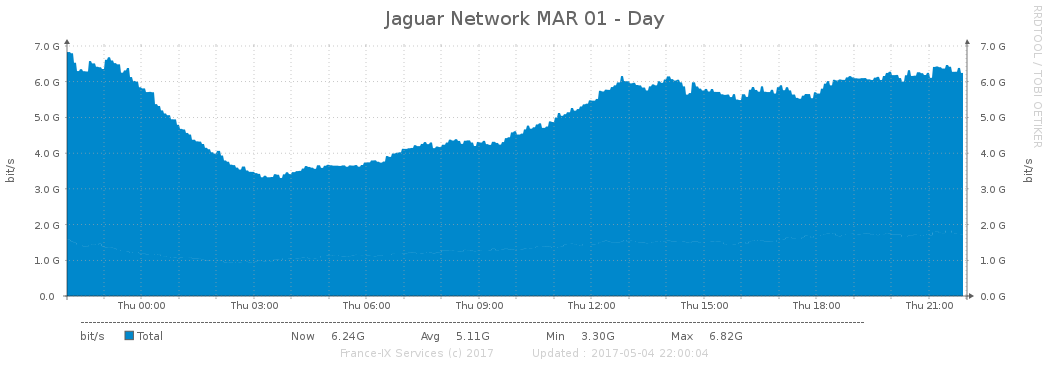 Jaguar Network MAR 01 - Day
RRDTOOL / TOBI OETIKER
7.0 G 7.0 G
6.0 G 6.0 G
5.0 G 5.0 G
4.0 G 4.0 G
3.0 G 3.0 G
2.0 G 2.0 G
1.0 G 1.0 G
0.0 0.0 G
bit/s bit/s
Thu 00:00 Thu 03:00 Thu 06:00 Thu 09:00 Thu 12:00 Thu 15:00 Thu 18:00 Thu 21:00
bit/s Total Now 6.24G Avg 5.11G Min 3.30G Max 6.82G
France-IX Services (c) 2017 Updated : 2017-05-04 22:00:04